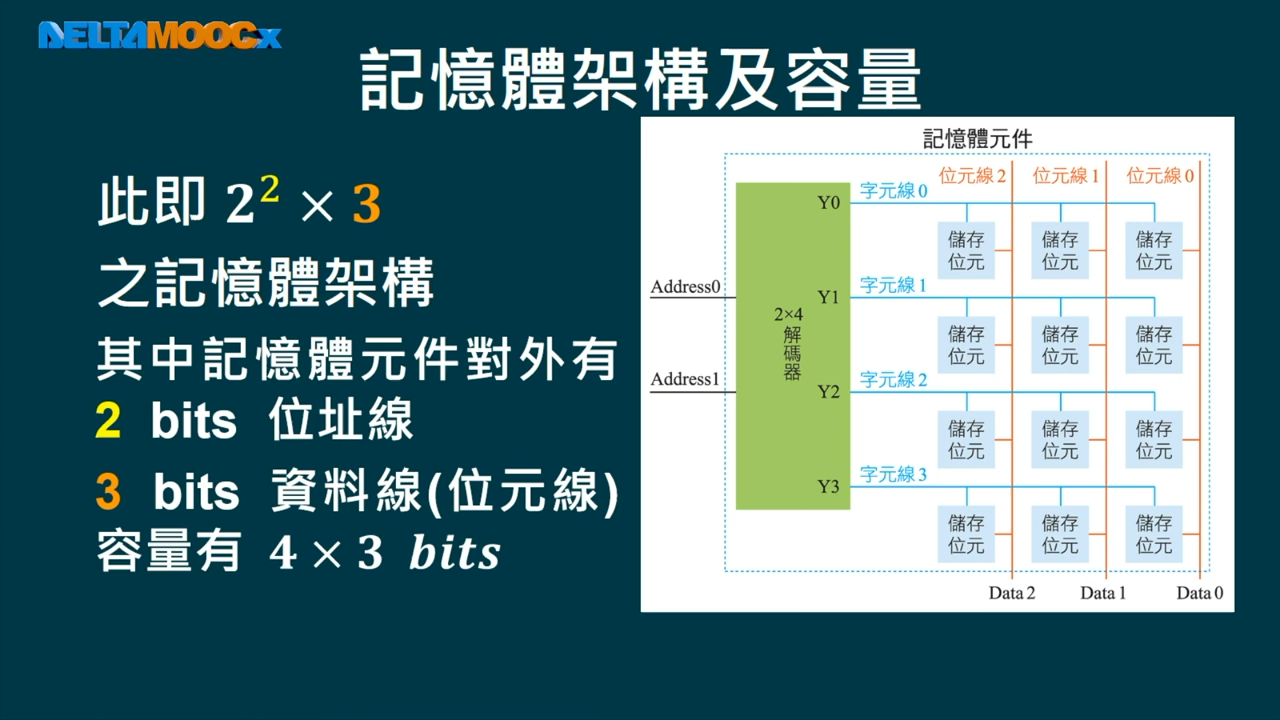 DELTAMOOCx
記憶體架構及容量
此即 2² × 3
之記憶體架構
其中記憶體元件對外有
2 bits 位址線
3 bits 資料線(位元線)
容量有 4 × 3 bits
記憶體元件
位元線2 位元線1 位元線0
字元線0
Y0
儲存位元 儲存位元 儲存位元
Address0
字元線1
Y1
2×4
解碼器
儲存位元 儲存位元 儲存位元
Address1
字元線2
Y2
儲存位元 儲存位元 儲存位元
字元線3
Y3
儲存位元 儲存位元 儲存位元
Data2 Data1 Data0